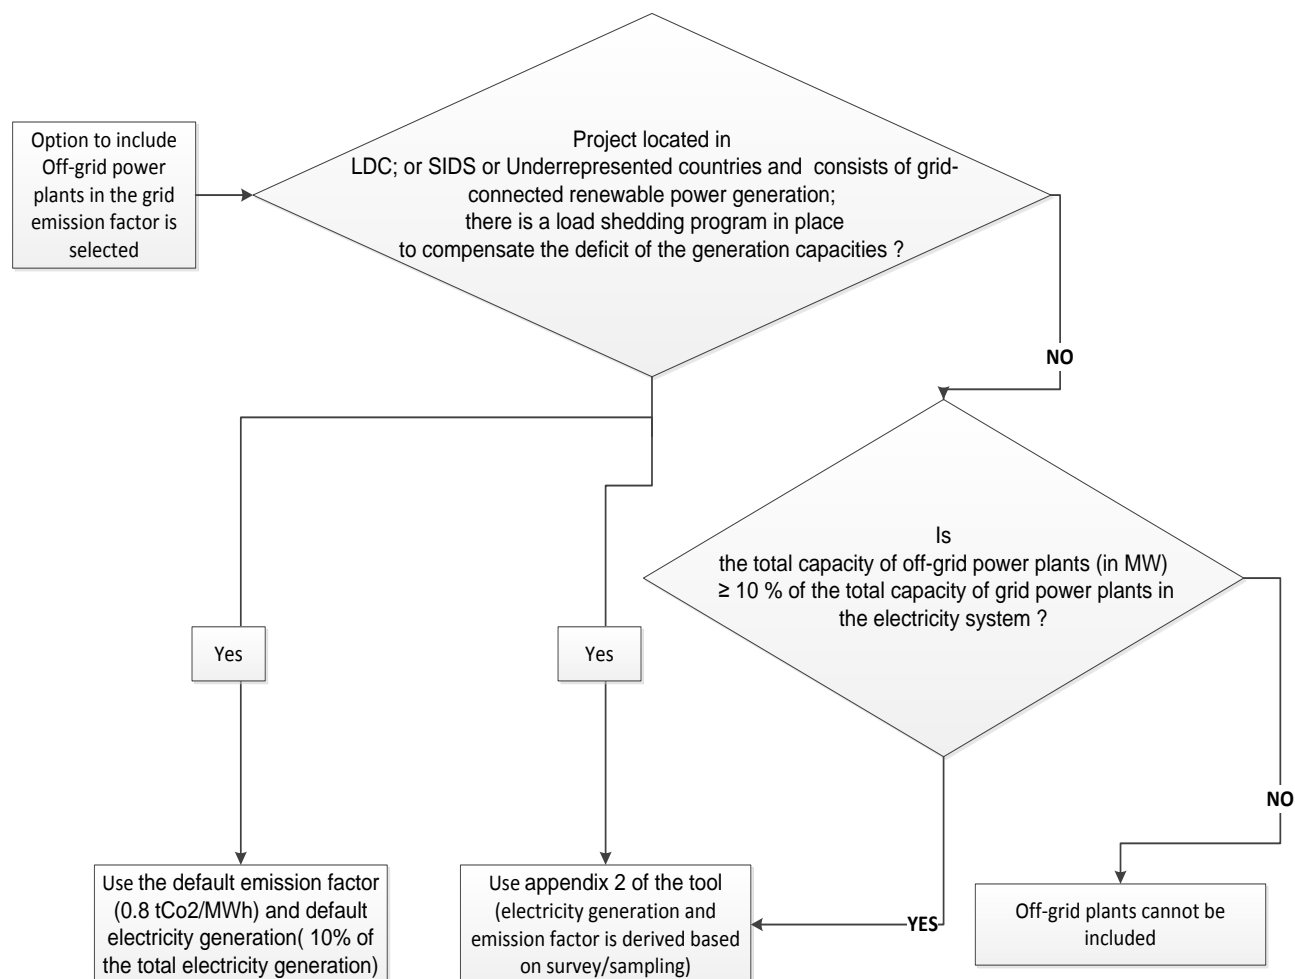 Option to include
Off-grid power
plants in the grid
emission factor is
selected
Project located in
LDC; or SIDS or Underrepresented countries and consists of grid-
connected renewable power generation;
there is a load shedding program in place
to compensate the deficit of the generation capacities ?
NO
Is
the total capacity of off-grid power plants (in MW)
≥ 10 % of the total capacity of grid power plants in
the electricity system ?
Yes
Yes
NO
YES
Use the default emission factor
(0.8 tCo2/MWh) and default
electricity generation( 10% of
the total electricity generation)
Use appendix 2 of the tool
(electricity generation and
emission factor is derived based
on survey/sampling)
Off-grid plants cannot be
included